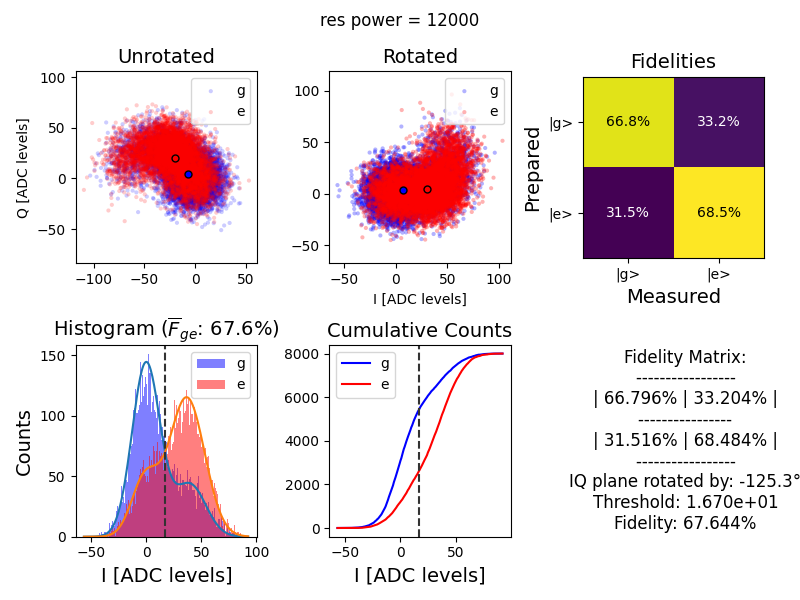 res power = 12000
Unrotated
Rotated
Fidelities
g
e
g
e
Q [ADC levels]
100
50
0
−50
−100
−50
0
50
100
50
0
−50
−50
0
50
100
I [ADC levels]
Prepared
|g>
|e>
66.8%
33.2%
31.5%
68.5%
|g>
|e>
Measured
Histogram (F̅ge: 67.6%)
g
e
Counts
150
100
50
0
−50
0
50
100
I [ADC levels]
Cumulative Counts
g
e
8000
6000
4000
2000
0
−50
0
50
I [ADC levels]
Fidelity Matrix:
-----------------
| 66.796% | 33.204% |
----------------
| 31.516% | 68.484% |
-----------------
IQ plane rotated by: -125.3°
Threshold: 1.670e+01
Fidelity: 67.644%